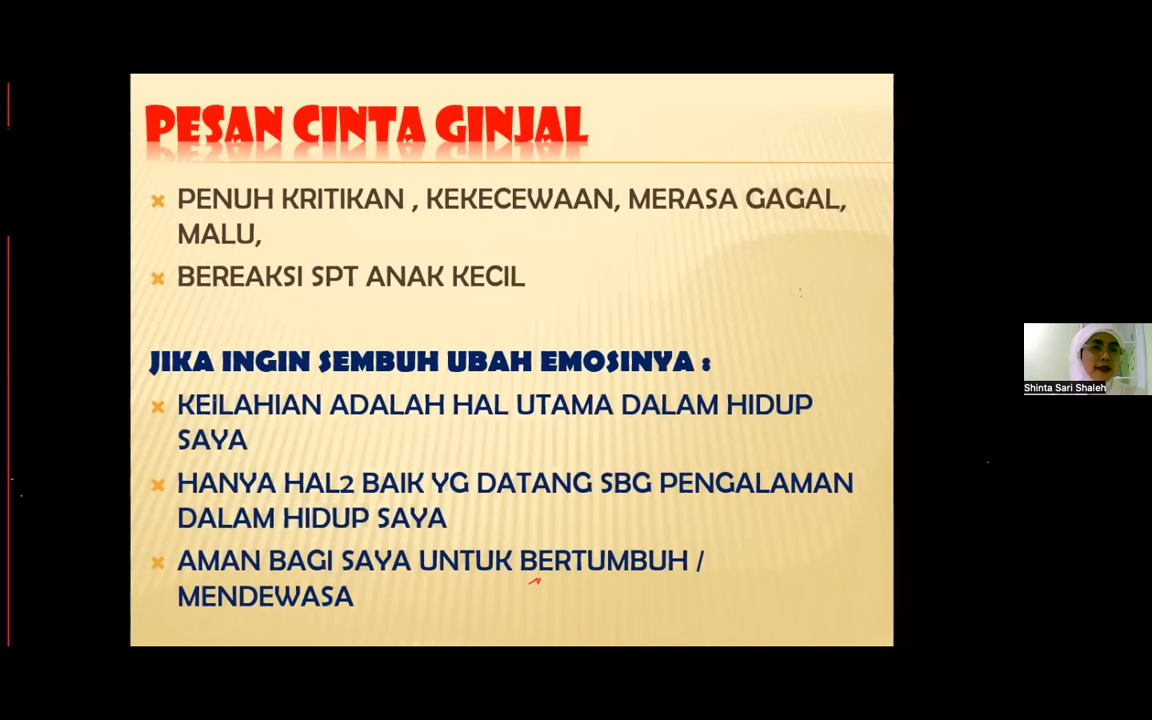 PESAN CINTA GINJAL
PENUH KRITIKAN , KEKECEWAAN, MERASA GAGAL,
MALU,
BEREAKSI SPT ANAK KECIL
JIKA INGIN SEMBUH UBAH EMOSINYA :
KEILAHIAN ADALAH HAL UTAMA DALAM HIDUP
SAYA
HANYA HAL2 BAIK YG DATANG SBG PENGALAMAN
DALAM HIDUP SAYA
AMAN BAGI SAYA UNTUK BERTUMBUH /
MENDEWASA
Shinta Sari Shaleh